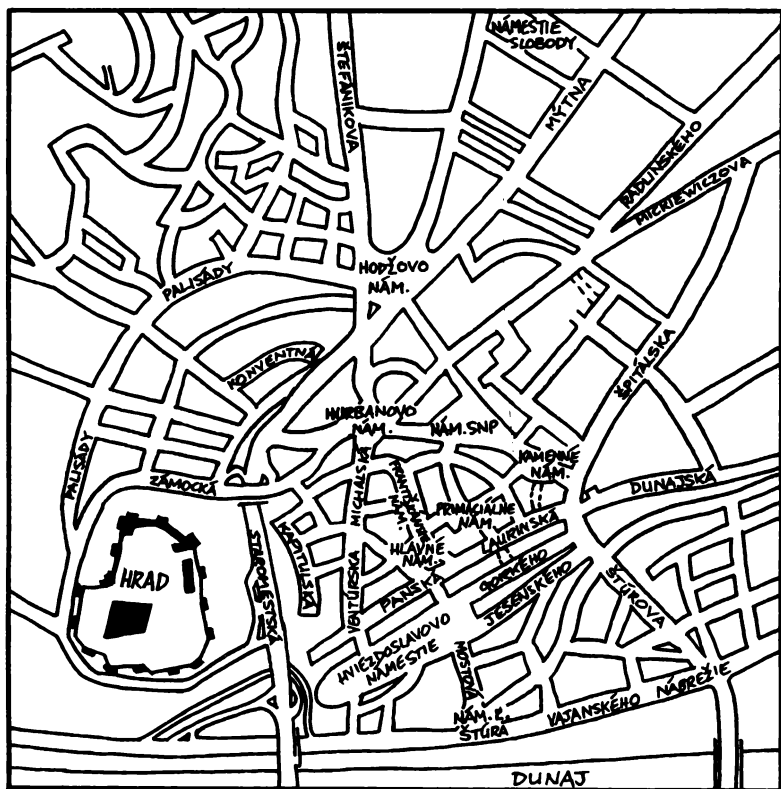 NÁMESTIE
SLOBODY
ŠTEFÁNIKOVA
MÝTNA
RADLINSKÉHO
MICKIEWICZOVA
HODŽOVO
NÁM.
PALISÁDY
KONVENTNÁ
ŠPITÁLSKA
HURBANOVO
NÁM.
NÁM. SNP
KAMENNÉ
NÁM.
PALISÁDY
ZÁMOCKÁ
MICHALSKÁ
DUNAJSKÁ
PRIMACIÁLNE
NÁM.
LAURINSKÁ
HLAVNÉ
NÁM.
KAPITULSKÁ
STAROMESTSKÁ
HRAD
VENTÚRSKA
PANSKÁ
GORKÉHO
JESENSKÉHO
ŠTÚROVA
HVIEZDOSLAVOVO
NÁMESTIE
MOSTOVÁ
NÁM. Ľ.
ŠTÚRA
VAJANSKÉHO NÁBREŽIE
DUNAJ